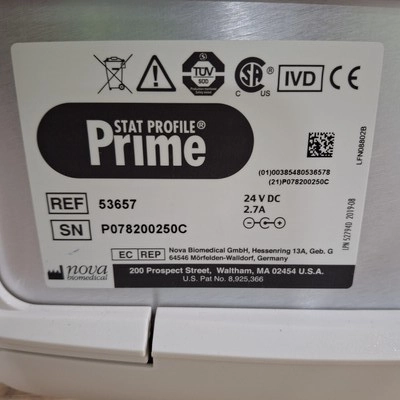 TÜV
SÜD
SA
C US
IVD
CE
STAT PROFILE®
Prime
(01)00385480536578
(21)P078200250C
LFN08802B
REF 53657
24 V DC
2.7A
SN P078200250C
LPN 52794D 2019-08
EC REP
Nova Biomedical GmbH, Hessenring 13A, Geb. G
64546 Mörfelden-Walldorf, Germany
nova
biomedical
200 Prospect Street, Waltham, MA 02454 U.S.A.
U.S. Pat No. 8,925,366